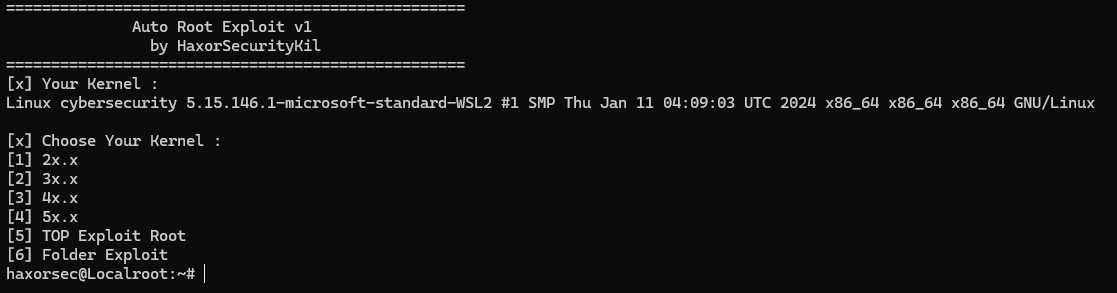 ===================================================
Auto Root Exploit v1
by HaxorSecurityKil
===================================================
[x] Your Kernel :
Linux cybersecurity 5.15.146.1-microsoft-standard-WSL2 #1 SMP Thu Jan 11 04:09:03 UTC 2024 x86_64 x86_64 x86_64 GNU/Linux
[x] Choose Your Kernel :
[1] 2x.x
[2] 3x.x
[3] 4x.x
[4] 5x.x
[5] TOP Exploit Root
[6] Folder Exploit
haxorsec@Localroot:~#